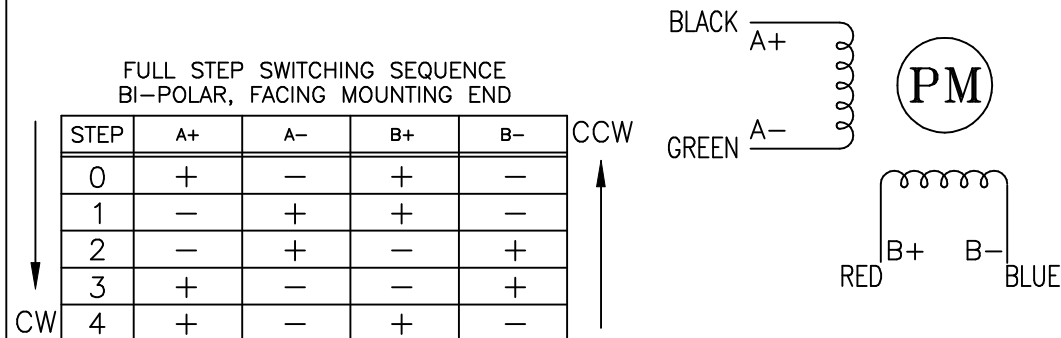 FULL STEP SWITCHING SEQUENCE
BI-POLAR, FACING MOUNTING END
STEP A+ A- B+ B-
0 + - + -
1 - + + -
2 - + - +
3 + - - +
4 + - + -
CW
CCW
BLACK A+
GREEN A-
PM
B+ B-
RED BLUE